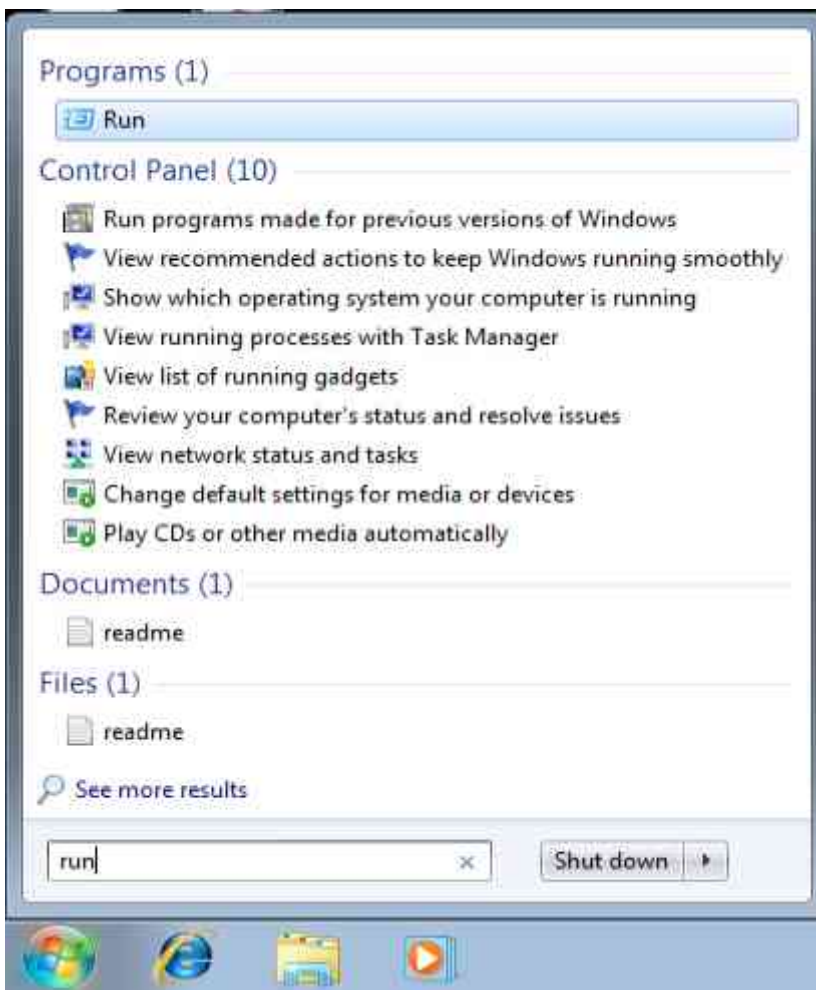 Programs (1)
Run
Control Panel (10)
Run programs made for previous versions of Windows
View recommended actions to keep Windows running smoothly
Show which operating system your computer is running
View running processes with Task Manager
View list of running gadgets
Review your computer's status and resolve issues
View network status and tasks
Change default settings for media or devices
Play CDs or other media automatically
Documents (1)
readme
Files (1)
readme
See more results
run
Shut down